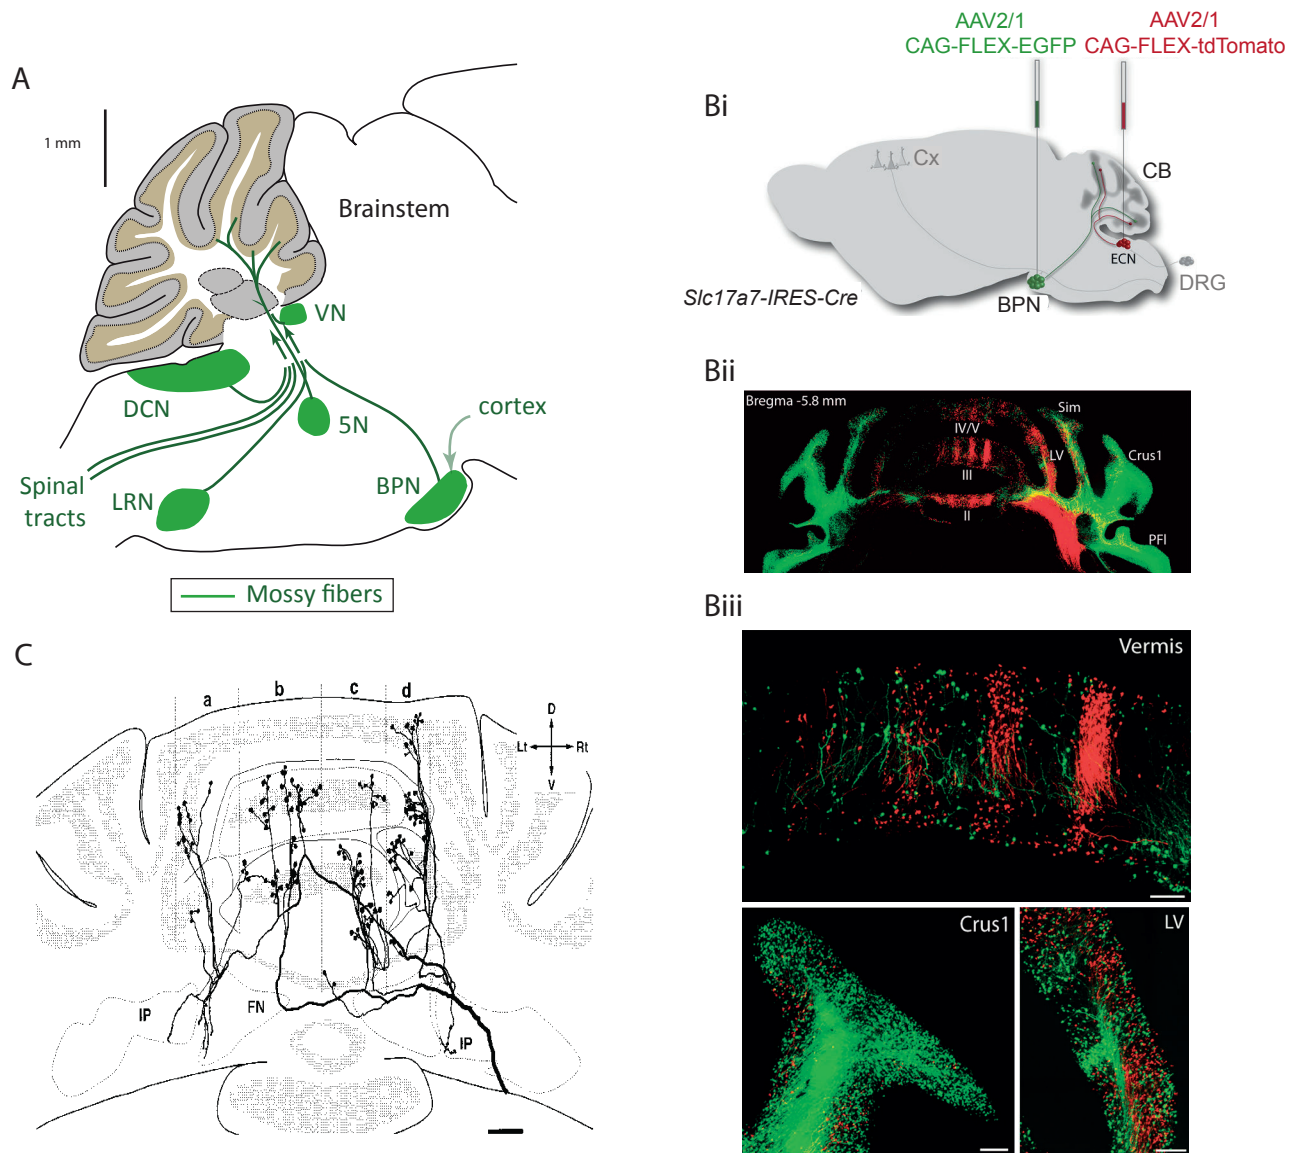 A
1 mm
Brainstem
VN
DCN
5N
cortex
Spinal
tracts
LRN
BPN
Mossy fibers
AAV2/1
CAG-FLEX-EGFP
AAV2/1
CAG-FLEX-tdTomato
Bi
Cx
CB
ECN
DRG
Slc17a7-IRES-Cre
BPN
Bii
Bregma -5.8 mm
Sim
IV/V
LV
Crus1
III
II
PFl
Biii
Vermis
Crus1
LV
C
a
b
c
d
D
Lt
Rt
V
IP
FN
IP